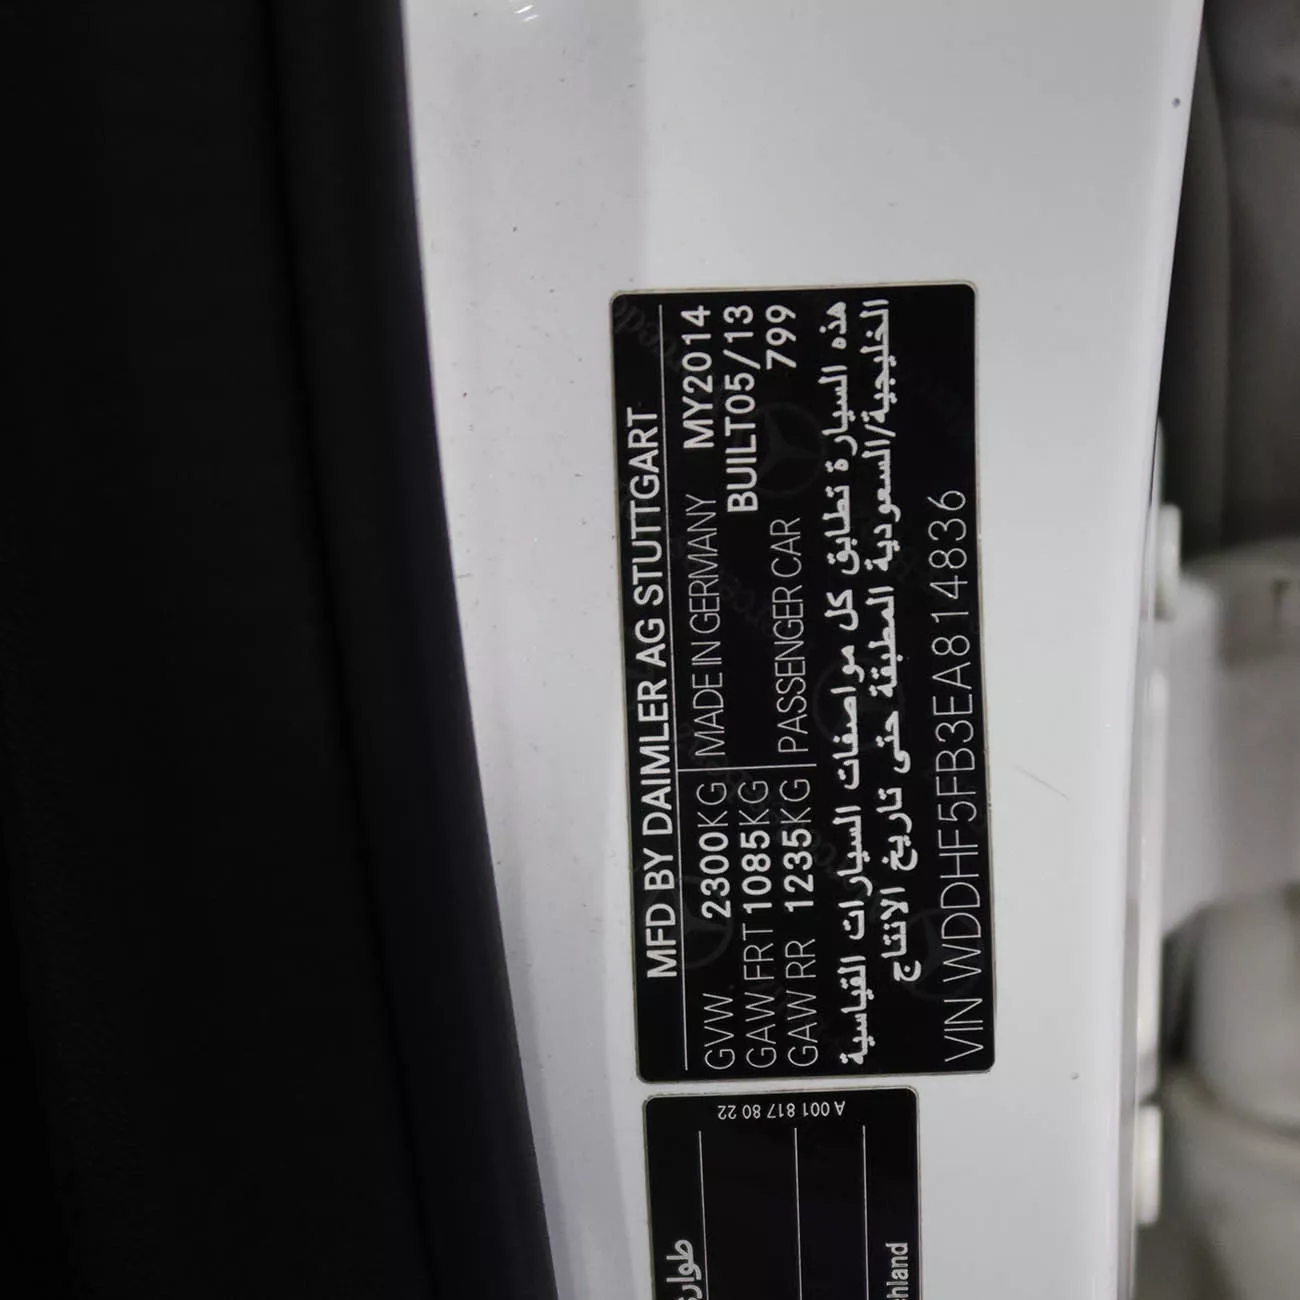 MFD BY DAIMLER AG STUTTGART
GVW 2300KG MADE IN GERMANY MY2014
GAW FRT 1085KG BUILT05/13
GAW RR 1235KG PASSENGER CAR 799
هذه السيارة تطابق كل مواصفات السيارات القياسية
الخليجية/السعودية المطبقة حتى تاريخ الانتاج
VIN WDDHF5FB3EA814836
A 001 817 80 22